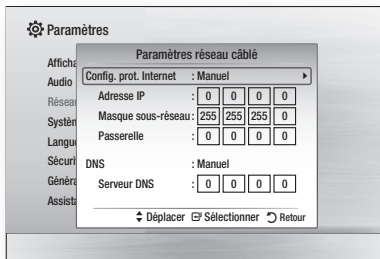 Paramètres
Paramètres réseau câblé
Afficha
Config. prot. Internet : Manuel
Audio
Adresse IP : 0 0 0 0
Réseau
Masque sous-réseau : 255 255 255 0
Systèm
Passerelle : 0 0 0 0
Langu
DNS : Manuel
Sécuri
Serveur DNS : 0 0 0 0
Généra
Assista
Déplacer Sélectionner Retour